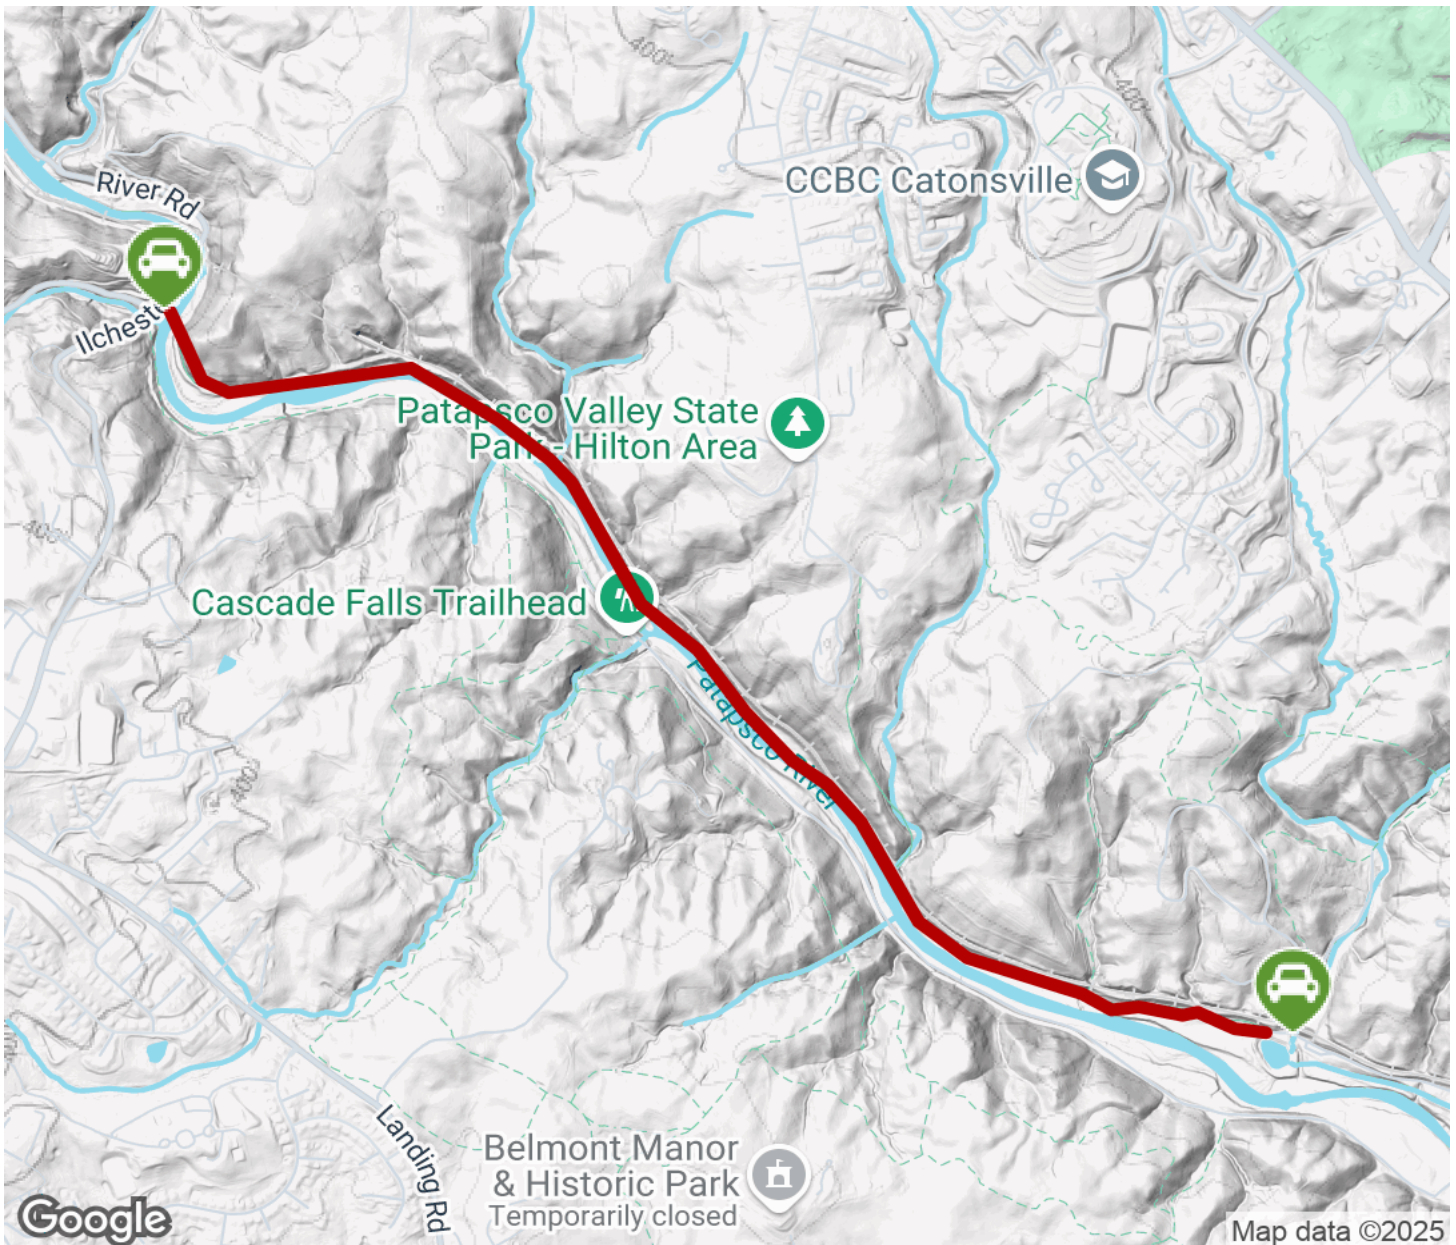 400
400
CCBC Catonsville
River Rd
Ilcheste
Patapsco Valley State
Park - Hilton Area
400
Cascade Falls Trailhead
Patapsco River
400
Landing Rd
Belmont Manor
& Historic Park
Temporarily closed
Google
Map data ©2025